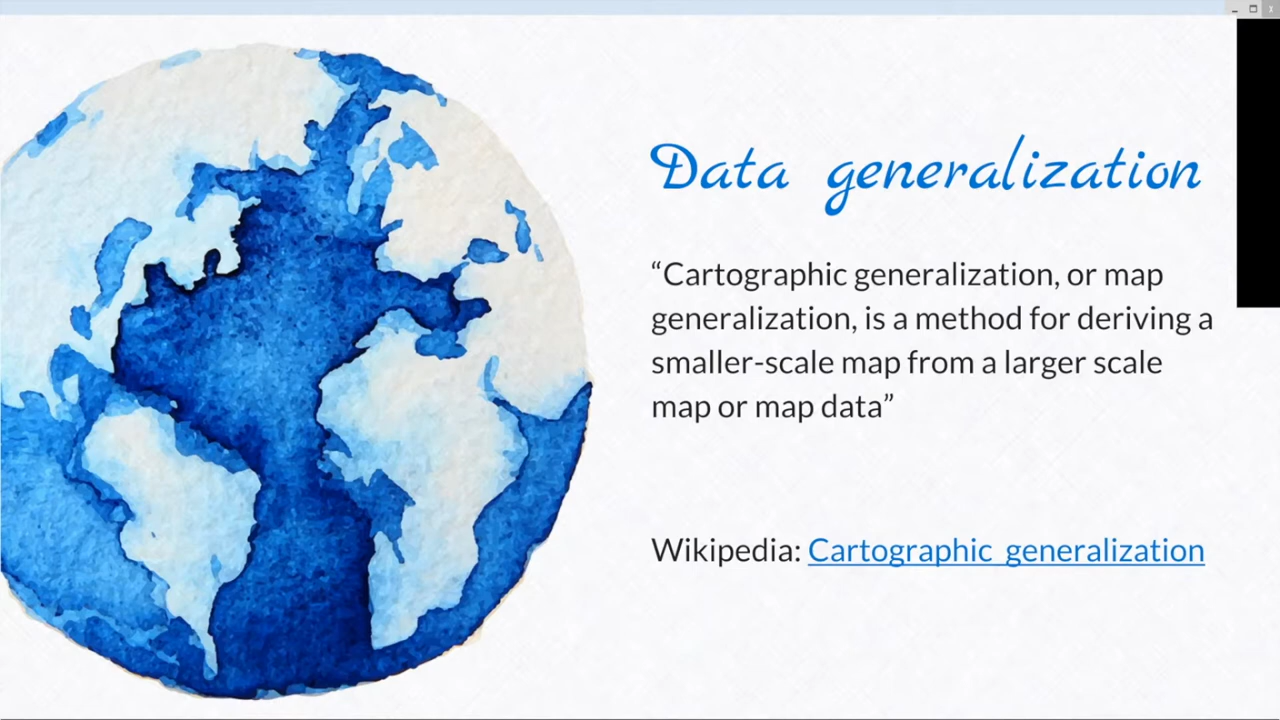 Data generalization
“Cartographic generalization, or map
generalization, is a method for deriving a
smaller-scale map from a larger scale
map or map data”
Wikipedia: Cartographic generalization